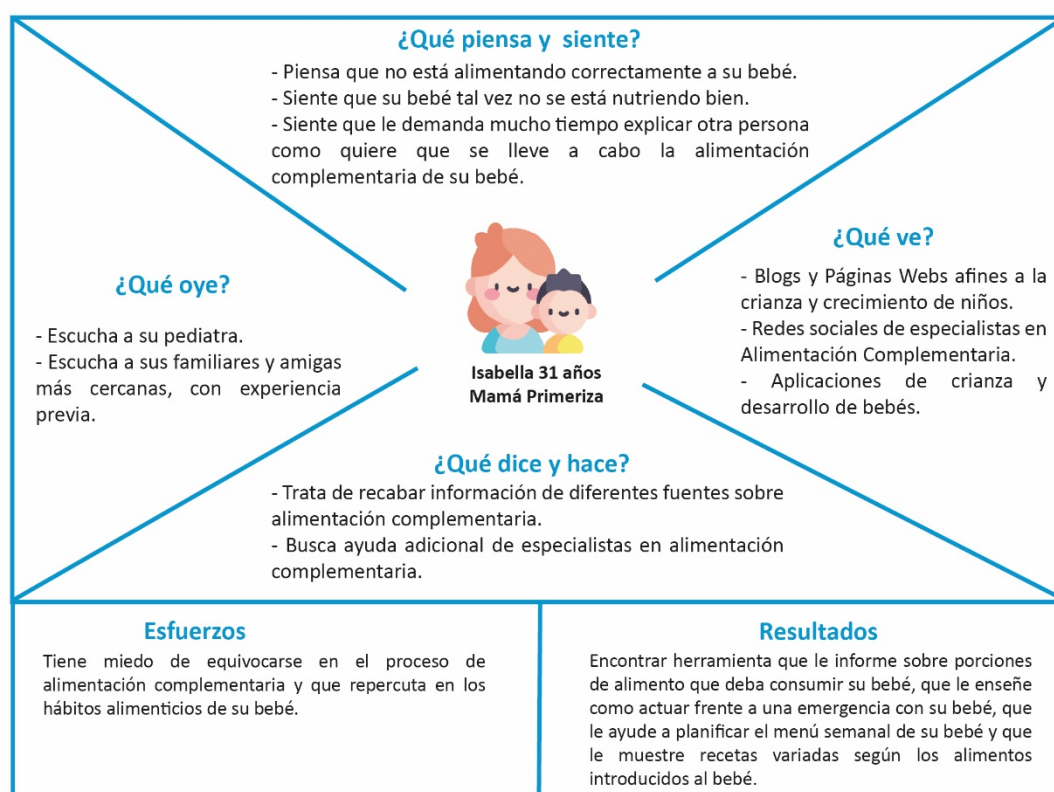 ¿Qué piensa y siente?
- Piensa que no está alimentando correctamente a su bebé.
- Siente que su bebé tal vez no se está nutriendo bien.
- Siente que le demanda mucho tiempo explicar otra persona
como quiere que se lleve a cabo la alimentación
complementaria de su bebé.
¿Qué oye?
- Escucha a su pediatra.
- Escucha a sus familiares y amigas
más cercanas, con experiencia
previa.
Isabella 31 años
Mamá Primeriza
¿Qué ve?
- Blogs y Páginas Webs afines a la
crianza y crecimiento de niños.
- Redes sociales de especialistas en
Alimentación Complementaria.
- Aplicaciones de crianza y
desarrollo de bebés.
¿Qué dice y hace?
- Trata de recabar información de diferentes fuentes sobre
alimentación complementaria.
- Busca ayuda adicional de especialistas en alimentación
complementaria.
Esfuerzos
Tiene miedo de equivocarse en el proceso de
alimentación complementaria y que repercuta en los
hábitos alimenticios de su bebé.
Resultados
Encontrar herramienta que le informe sobre porciones
de alimento que deba consumir su bebé, que le enseñe
como actuar frente a una emergencia con su bebé, que
le ayude a planificar el menú semanal de su bebé y que
le muestre recetas variadas según los alimentos
introducidos al bebé.